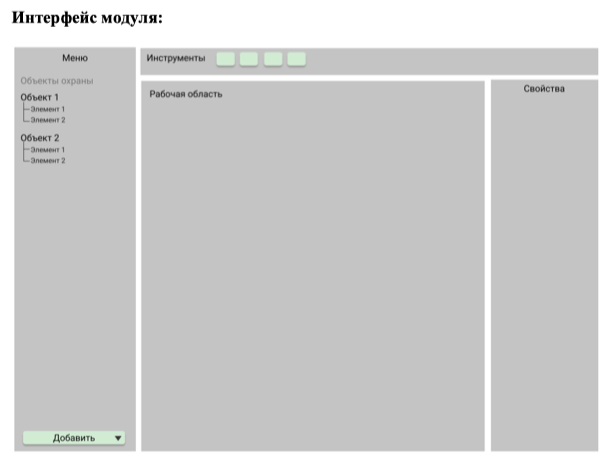 Интерфейс модуля:
Меню
Объекты охраны
Объект 1
Элемент 1
Элемент 2
Объект 2
Элемент 1
Элемент 2
Добавить
Инструменты
Рабочая область
Свойства